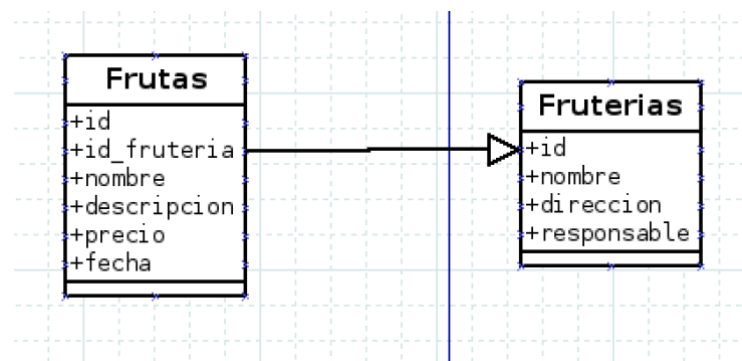 Frutas
+id
+id_fruteria
+nombre
+descripcion
+precio
+fecha
Fruterias
+id
+nombre
+direccion
+responsable